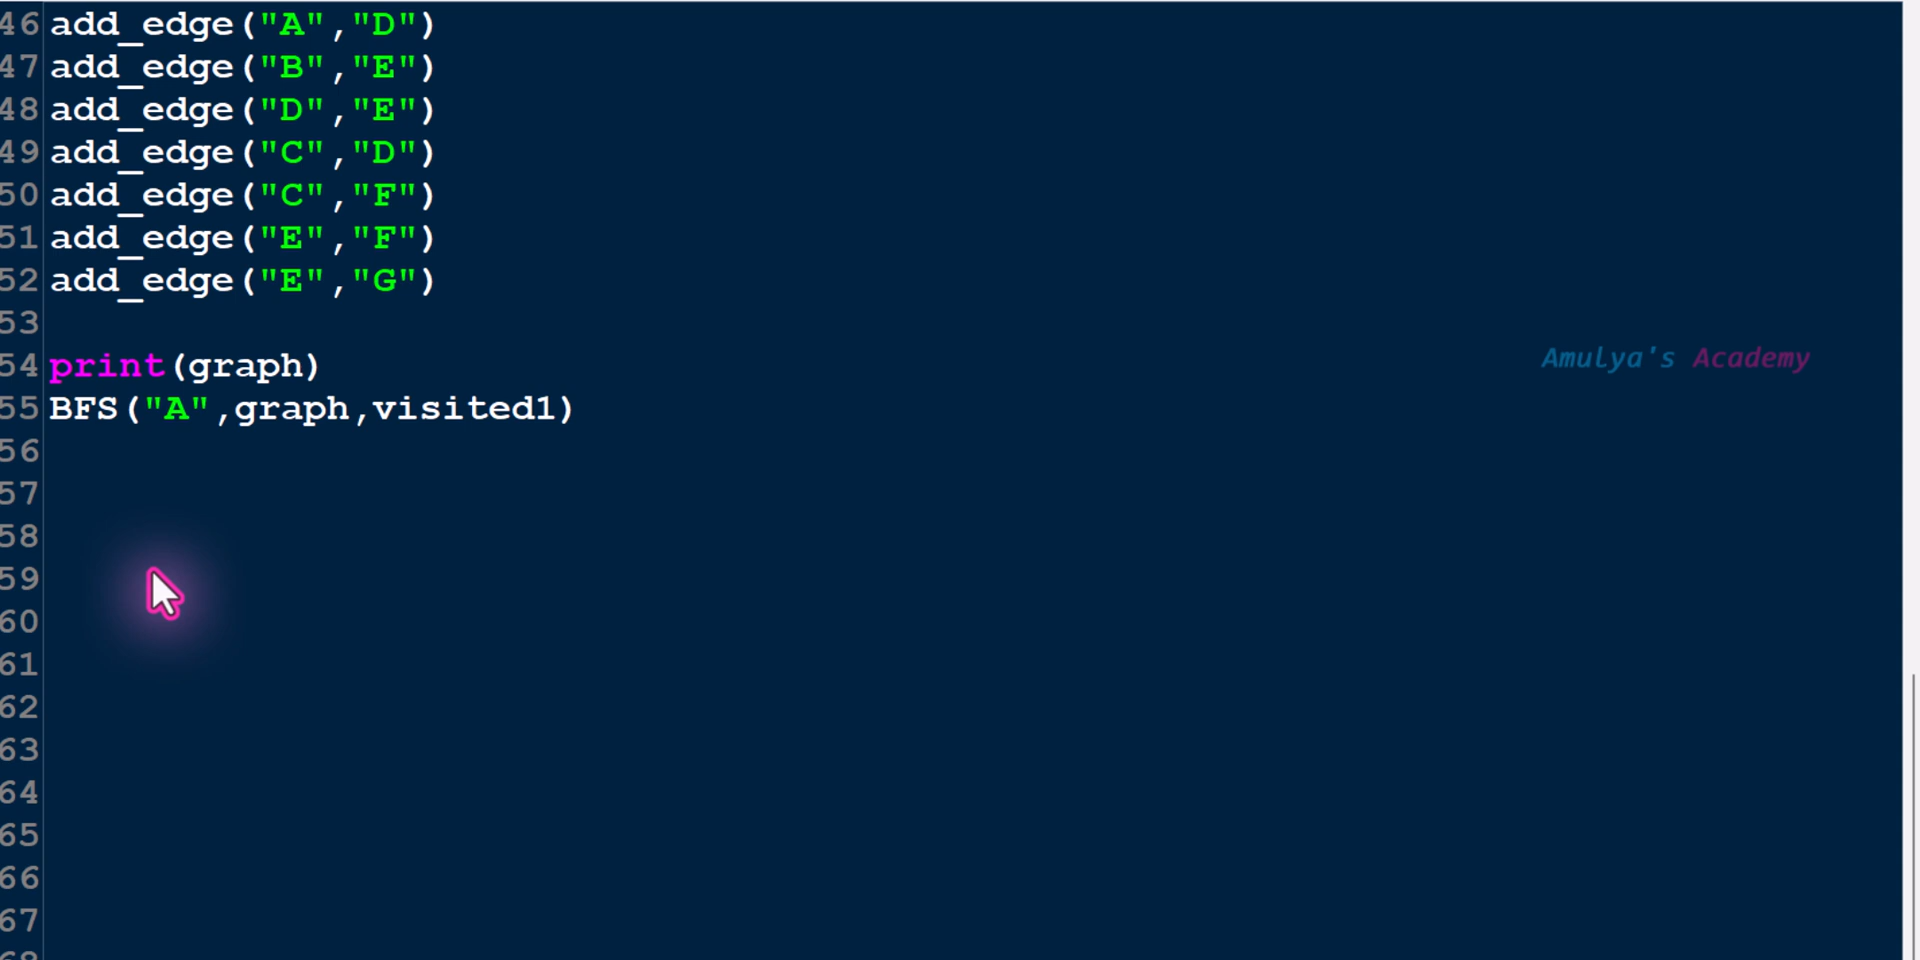 46 add_edge("A","D")
47 add_edge("B","E")
48 add_edge("D","E")
49 add_edge("C","D")
50 add_edge("C","F")
51 add_edge("E","F")
52 add_edge("E","G")
53
54 print(graph)
Amulya's Academy
55 BFS("A",graph,visited1)
56
57
58
59
60
61
62
63
64
65
66
67